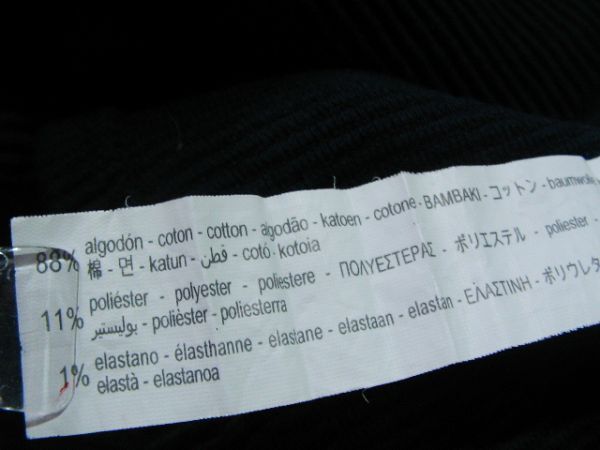 88% algodón - coton - cotton - algodão - katoen - cotone - BAMBAKI - コットン - baumwolle
棉 - 면 - katun - قطن - cotó - kotoia
11% poliéster - polyester - poliestere - ΠΟΛΥΕΣΤΕΡΑΣ - ポリエステル - poliester -
بوليستير - polièster - poliesterra
1% elastano - élasthanne - elastane - elastaan - elastan - ΕΛΑΣΤΙΝΗ - ポリウレタ
elastà - elastanoa